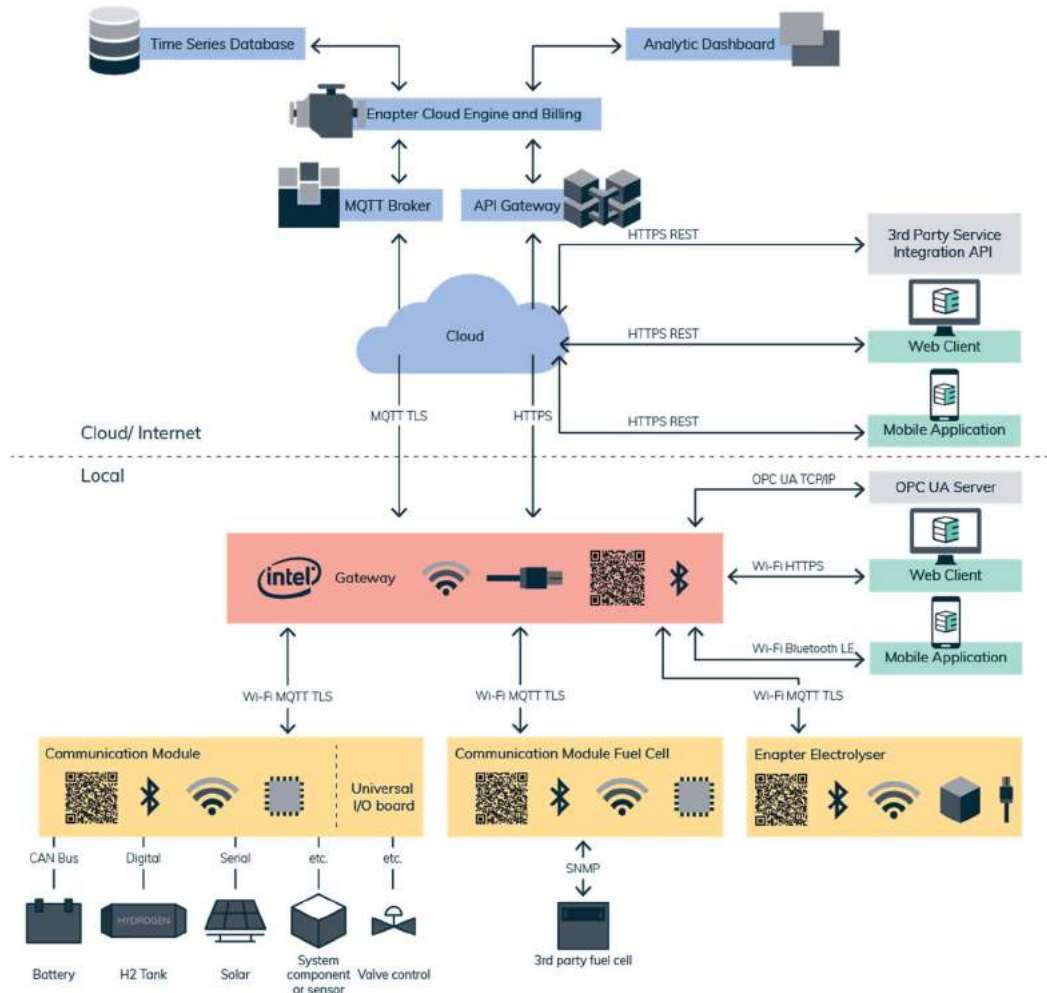 Time Series Database
Analytic Dashboard
Enapter Cloud Engine and Billing
MQTT Broker
API Gateway
HTTPS REST
3rd Party Service
Integration API
Cloud
HTTPS REST
Web Client
MQTT TLS
HTTPS
HTTPS REST
Mobile Application
Cloud/ Internet
Local
OPC UA TCP/IP
OPC UA Server
intel
Gateway
Wi-Fi HTTPS
Web Client
Wi-Fi Bluetooth LE
Mobile Application
Wi-Fi MQTT TLS
Wi-Fi MQTT TLS
Wi-Fi MQTT TLS
Communication Module
Universal
I/O board
Communication Module Fuel Cell
Enapter Electrolyser
CAN Bus
Digital
Serial
etc.
etc.
SNMP
HYDROGEN
Battery
H2 Tank
Solar
System
component
or sensor
Valve control
3rd party fuel cell